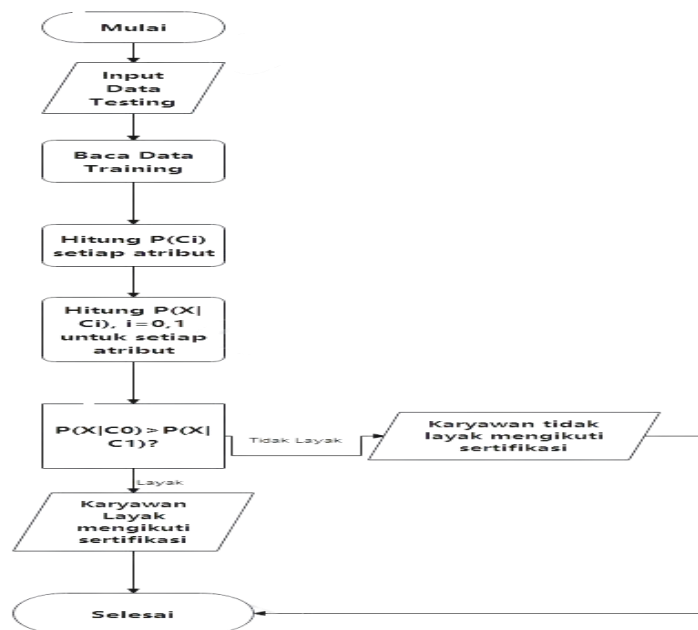 Mulai
Input
Data
Testing
Baca Data
Training
Hitung P(Ci)
setiap atribut
Hitung P(X|
Ci), i=0,1
untuk setiap
atribut
P(X|C0)>P(X|
C1)?
Tidak Layak
Karyawan tidak
layak mengikuti
sertifikasi
Layak
Karyawan
Layak
mengikuti
sertifikasi
Selesai